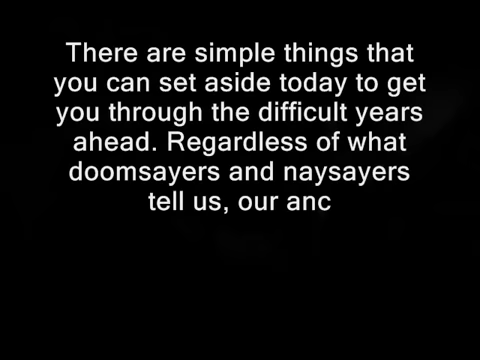 There are simple things that
you can set aside today to get
you through the difficult years
ahead. Regardless of what
doomsayers and naysayers
tell us, our anc